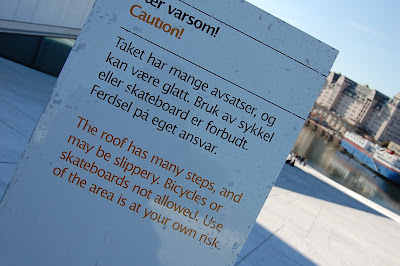 ær varsom!
Caution!
Taket har mange avsatser, og
kan være glatt. Bruk av sykkel
eller skateboard er forbudt.
Ferdsel på eget ansvar.
The roof has many steps, and
may be slippery. Bicycles or
skateboards not allowed. Use
of the area is at your own risk.